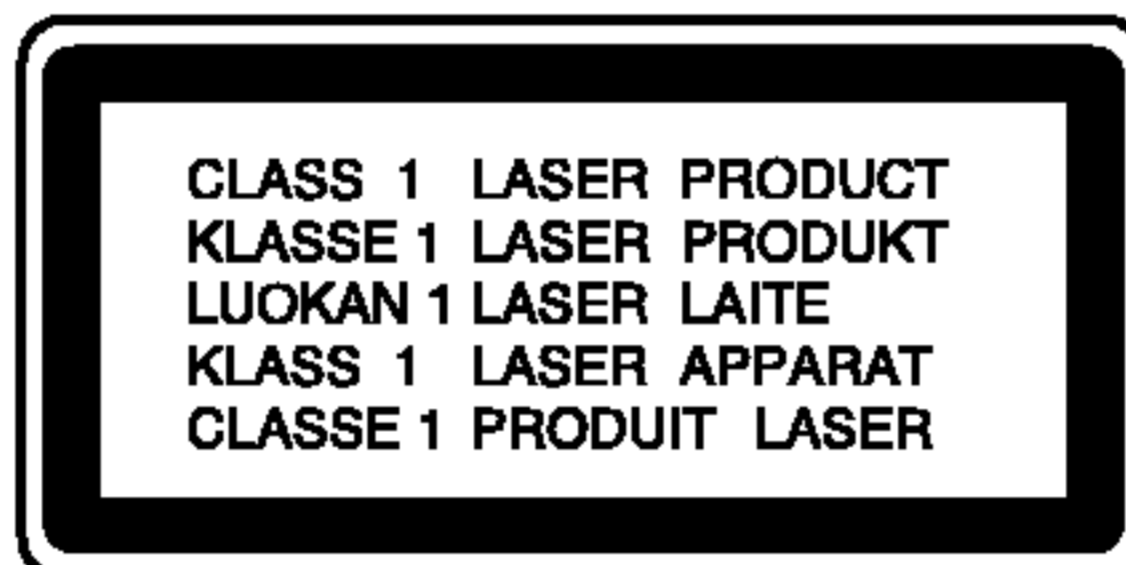 CLASS 1 LASER PRODUCT
KLASSE 1 LASER PRODUKT
LUOKAN 1 LASER LAITE
KLASS 1 LASER APPARAT
CLASSE 1 PRODUIT LASER